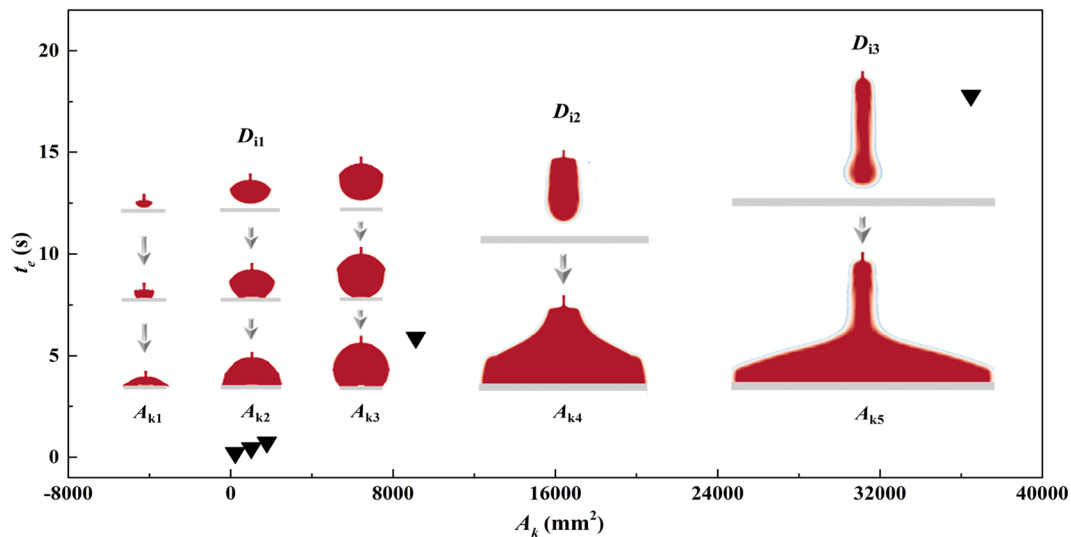 20
15
10
5
0
t_e (s)
D_i1
D_i2
D_i3
A_k1
A_k2
A_k3
A_k4
A_k5
-8000
0
8000
16000
24000
32000
40000
A_k (mm²)